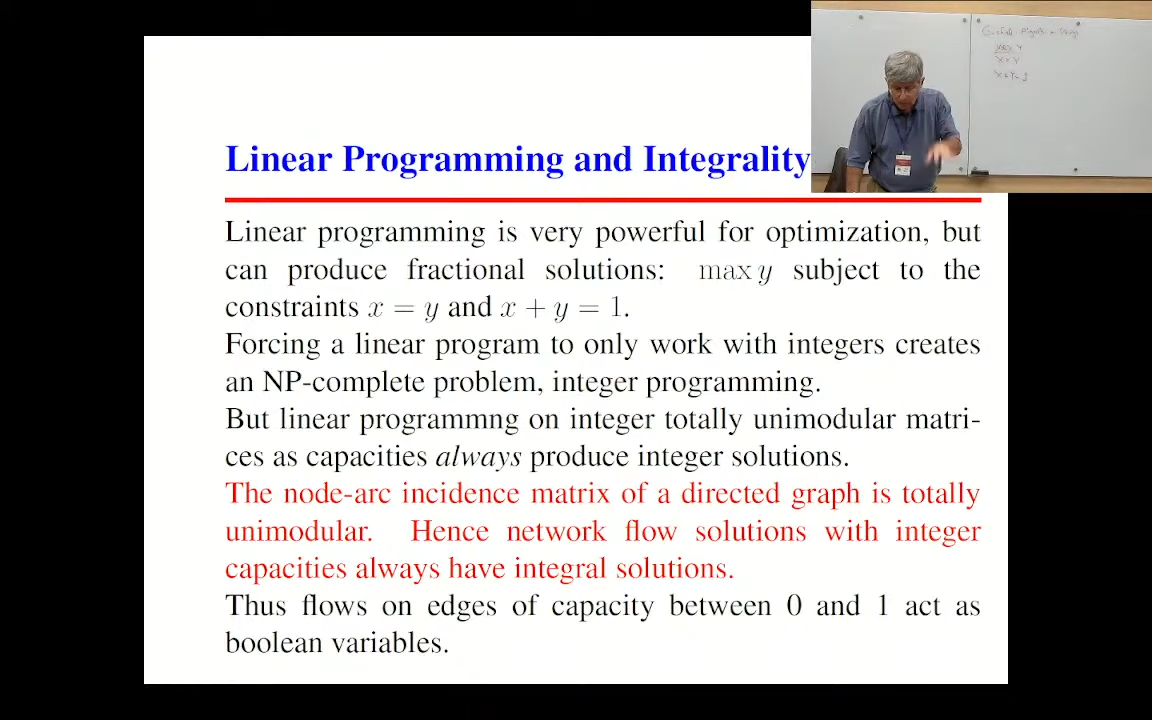 Linear Programming and Integrality
Linear programming is very powerful for optimization, but
can produce fractional solutions: max y subject to the
constraints x = y and x + y = 1.
Forcing a linear program to only work with integers creates
an NP-complete problem, integer programming.
But linear programmng on integer totally unimodular matri-
ces as capacities always produce integer solutions.
The node-arc incidence matrix of a directed graph is totally
unimodular. Hence network flow solutions with integer
capacities always have integral solutions.
Thus flows on edges of capacity between 0 and 1 act as
boolean variables.